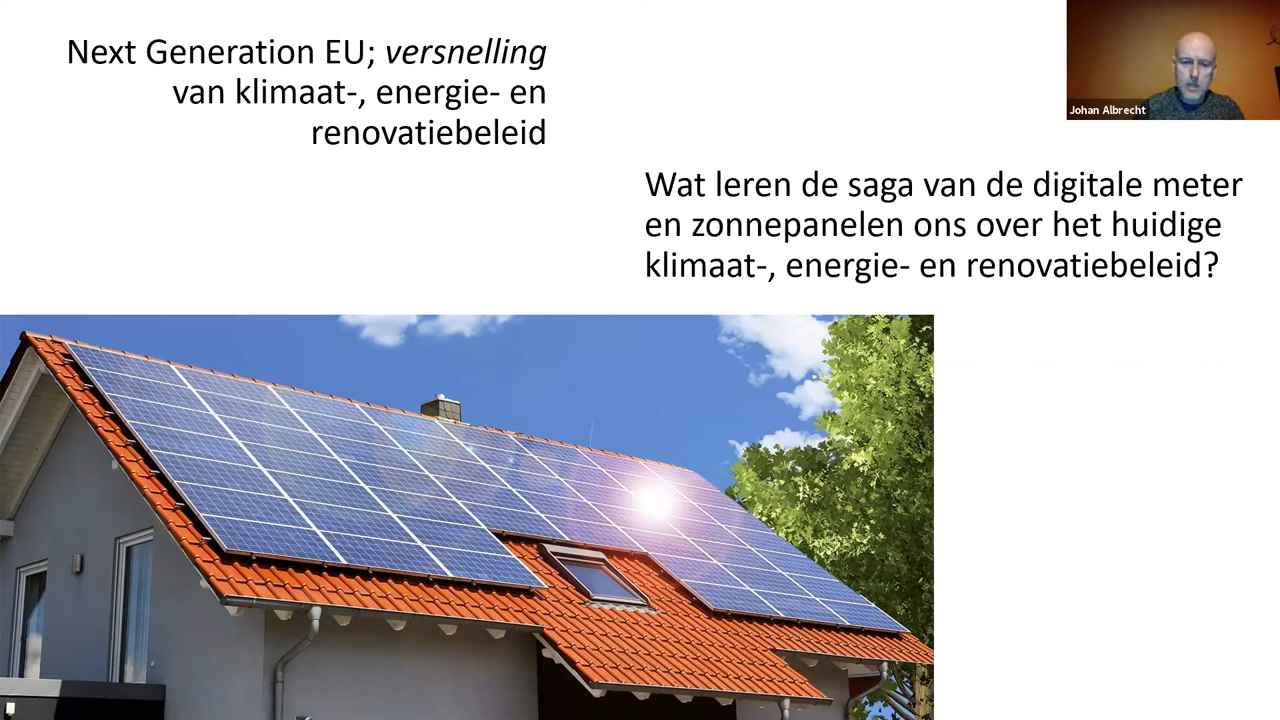 Next Generation EU; versnelling
van klimaat-, energie- en
renovatiebeleid
Johan Albrecht
Wat leren de saga van de digitale meter
en zonnepanelen ons over het huidige
klimaat-, energie- en renovatiebeleid?